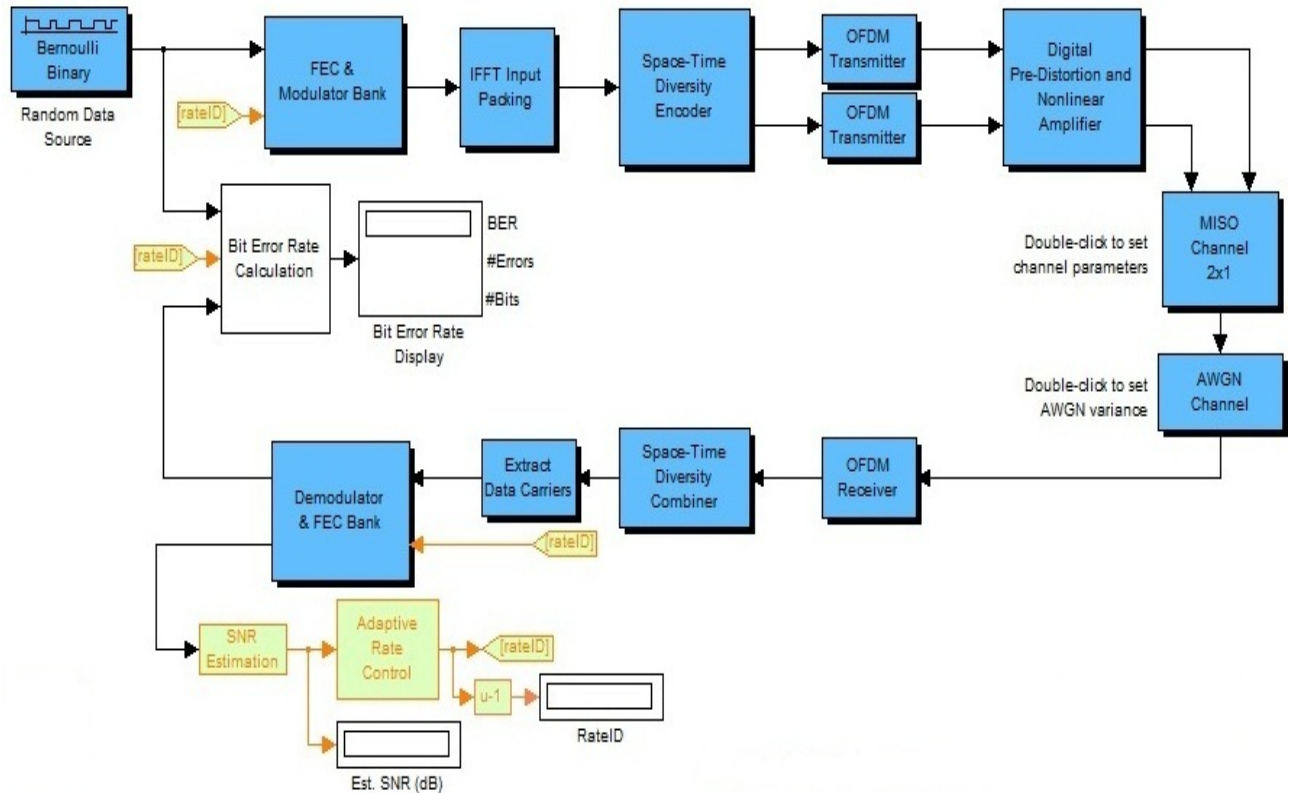 Bernoulli
Binary
Random Data
Source
[rateID]
FEC &
Modulator Bank
IFFT Input
Packing
Space-Time
Diversity
Encoder
OFDM
Transmitter
OFDM
Transmitter
Digital
Pre-Distortion and
Nonlinear
Amplifier
[rateID]
Bit Error Rate
Calculation
BER
#Errors
#Bits
Bit Error Rate
Display
Double-click to set
channel parameters
MISO
Channel
2x1
Double-click to set
AWGN variance
AWGN
Channel
Demodulator
& FEC Bank
Extract
Data Carriers
Space-Time
Diversity
Combiner
OFDM
Receiver
[rateID]
SNR
Estimation
Adaptive
Rate
Control
[rateID]
u-1
RateID
Est. SNR (dB)